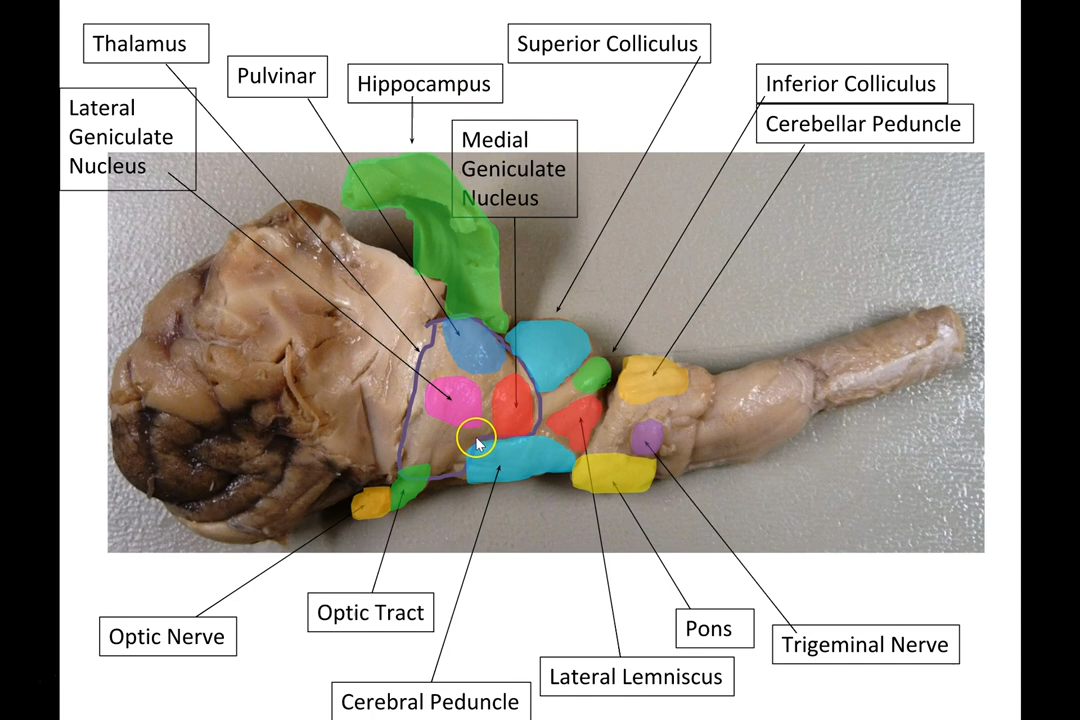 Thalamus
Superior Colliculus
Pulvinar
Hippocampus
Inferior Colliculus
Lateral
Geniculate
Nucleus
Medial
Geniculate
Nucleus
Cerebellar Peduncle
Optic Nerve
Optic Tract
Cerebral Peduncle
Lateral Lemniscus
Pons
Trigeminal Nerve